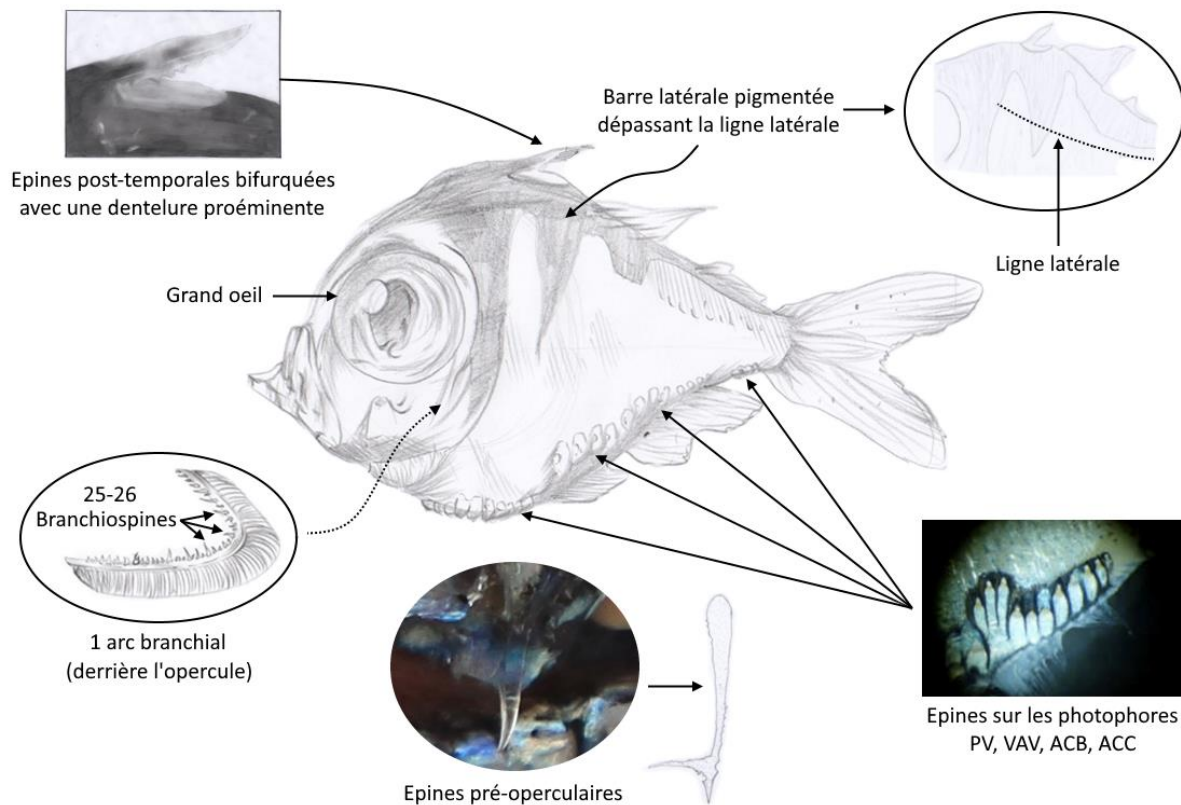 Epines post-temporales bifurquées
avec une dentelure proéminente
Barre latérale pigmentée
dépassant la ligne latérale
Ligne latérale
Grand oeil
25-26
Branchiospines
1 arc branchial
(derrière l'opercule)
Epines pré-operculaires
Epines sur les photophores
PV, VAV, ACB, ACC